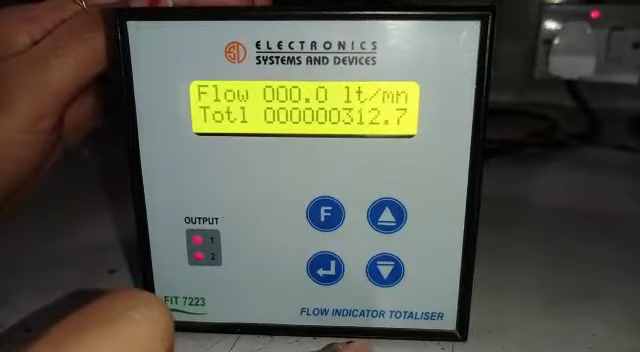 ELECTRONICS
SYSTEMS AND DEVICES
Flow 000.0 lt/mn
Totl 000000312.7
F
OUTPUT
1
2
FIT 7223
FLOW INDICATOR TOTALISER